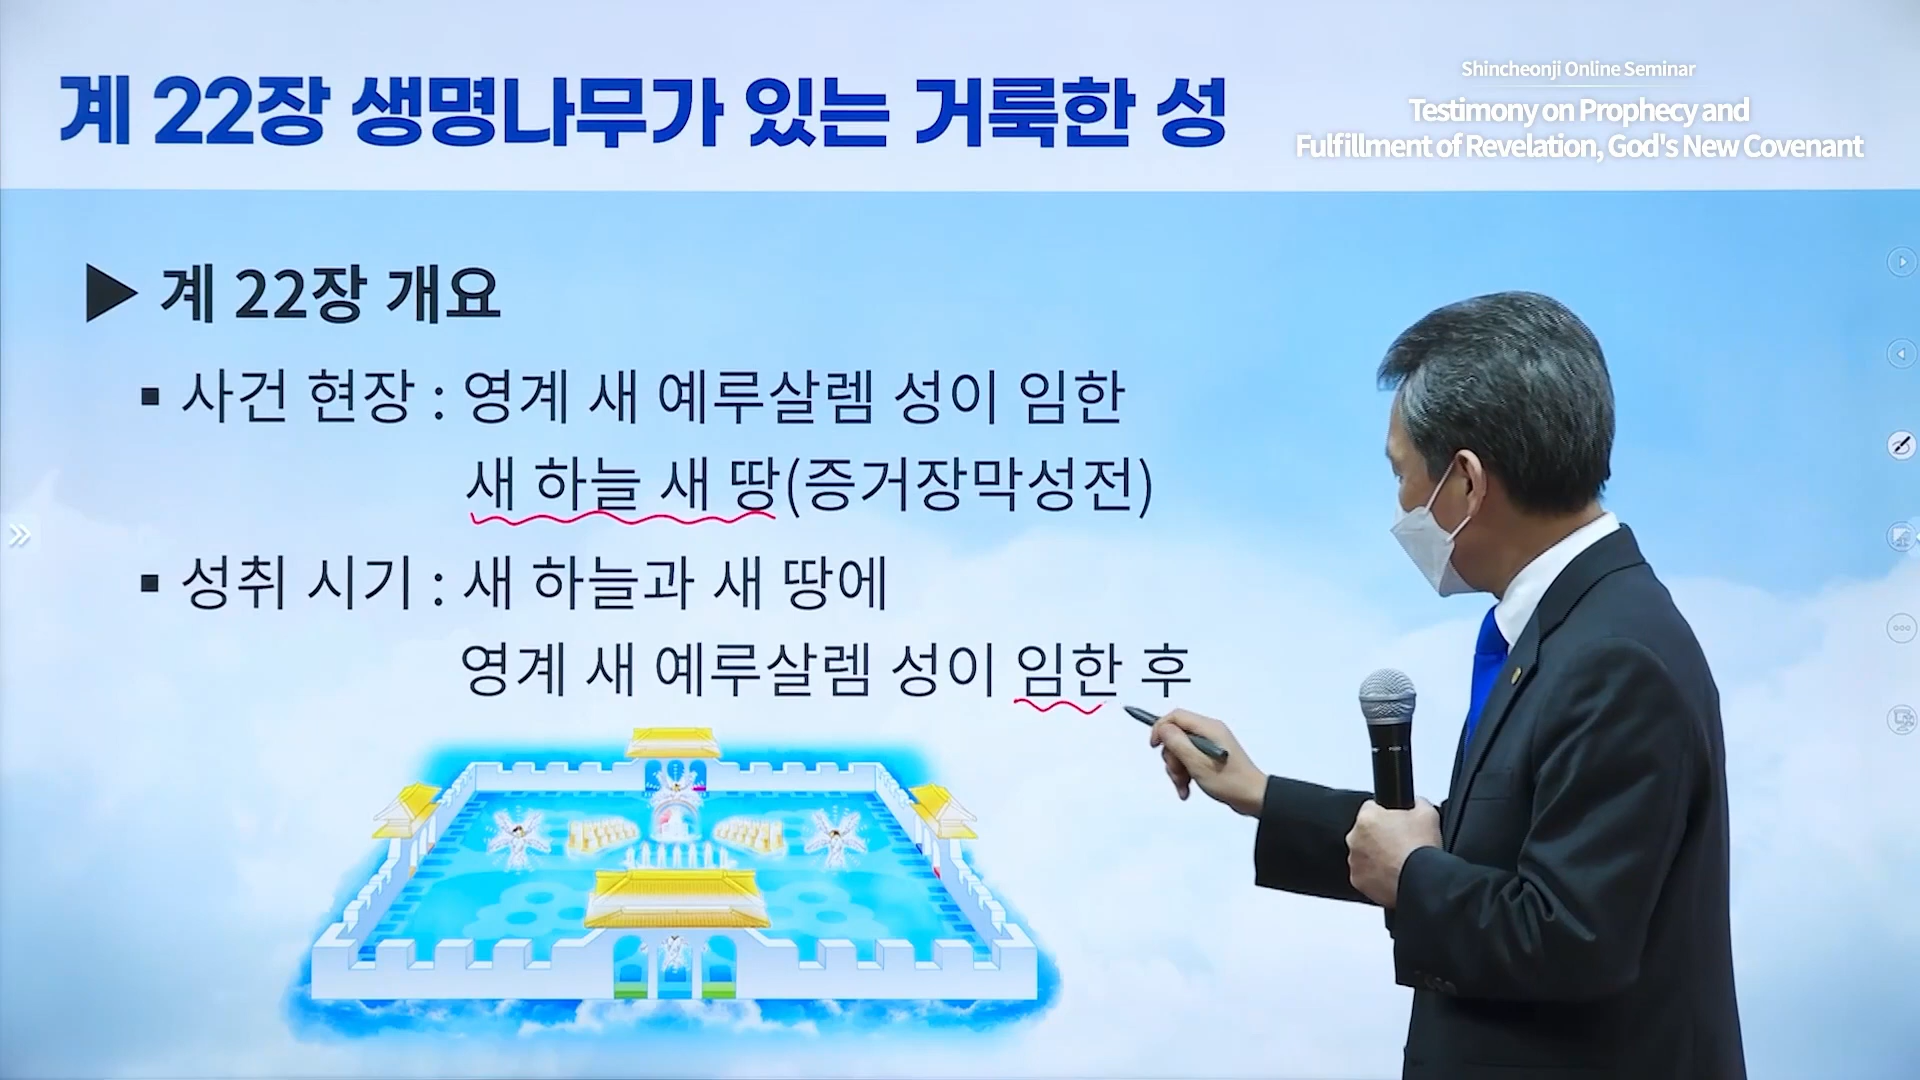 계 22장 생명나무가 있는 거룩한 성
Shincheonji Online Seminar
Testimony on Prophecy and
Fulfillment of Revelation, God's New Covenant
▶ 계 22장 개요
▪ 사건 현장 : 영계 새 예루살렘 성이 임한
새 하늘 새 땅(증거장막성전)
▪ 성취 시기 : 새 하늘과 새 땅에
영계 새 예루살렘 성이 임한 후